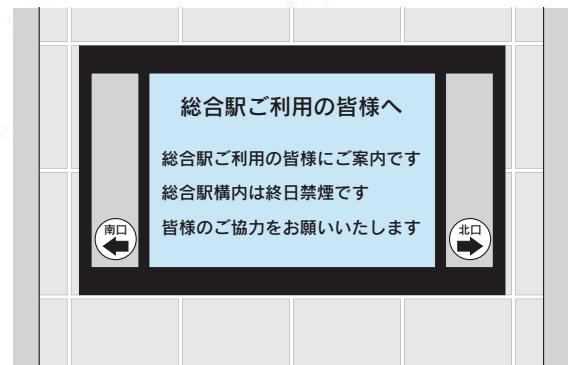 総合駅ご利用の皆様へ
総合駅ご利用の皆様にご案内です
総合駅構内は終日禁煙です
皆様のご協力をお願いいたします
南口
北口